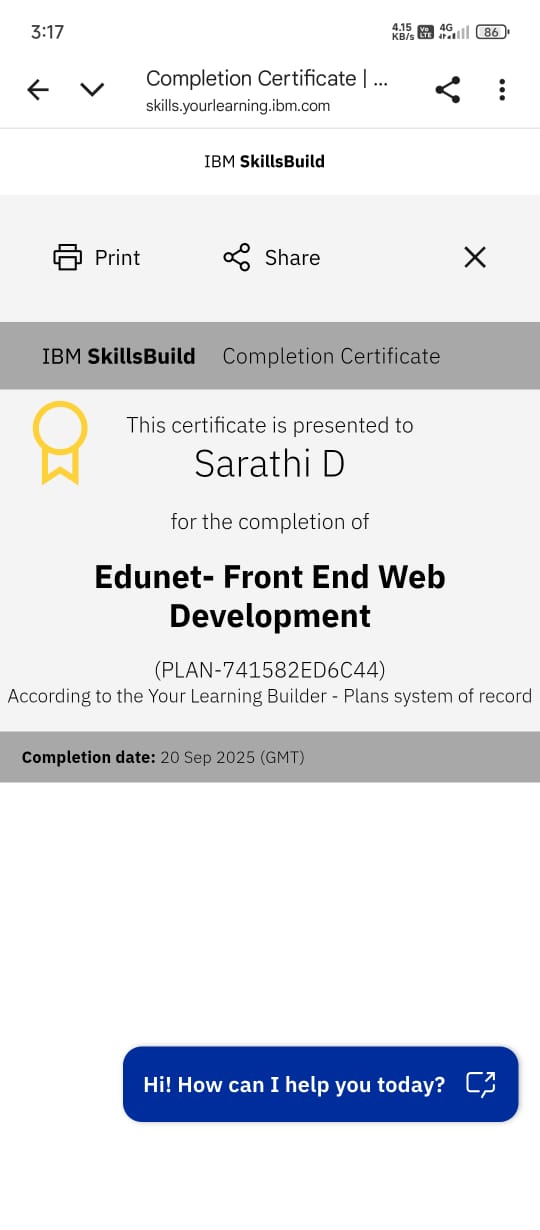 3:17
4.15 KB/s Vo LTE 4G 86
Completion Certificate | ...
skills.yourlearning.ibm.com
IBM SkillsBuild
Print Share
IBM SkillsBuild Completion Certificate
This certificate is presented to
Sarathi D
for the completion of
Edunet- Front End Web
Development
(PLAN-741582ED6C44)
According to the Your Learning Builder - Plans system of record
Completion date: 20 Sep 2025 (GMT)
Hi! How can I help you today?